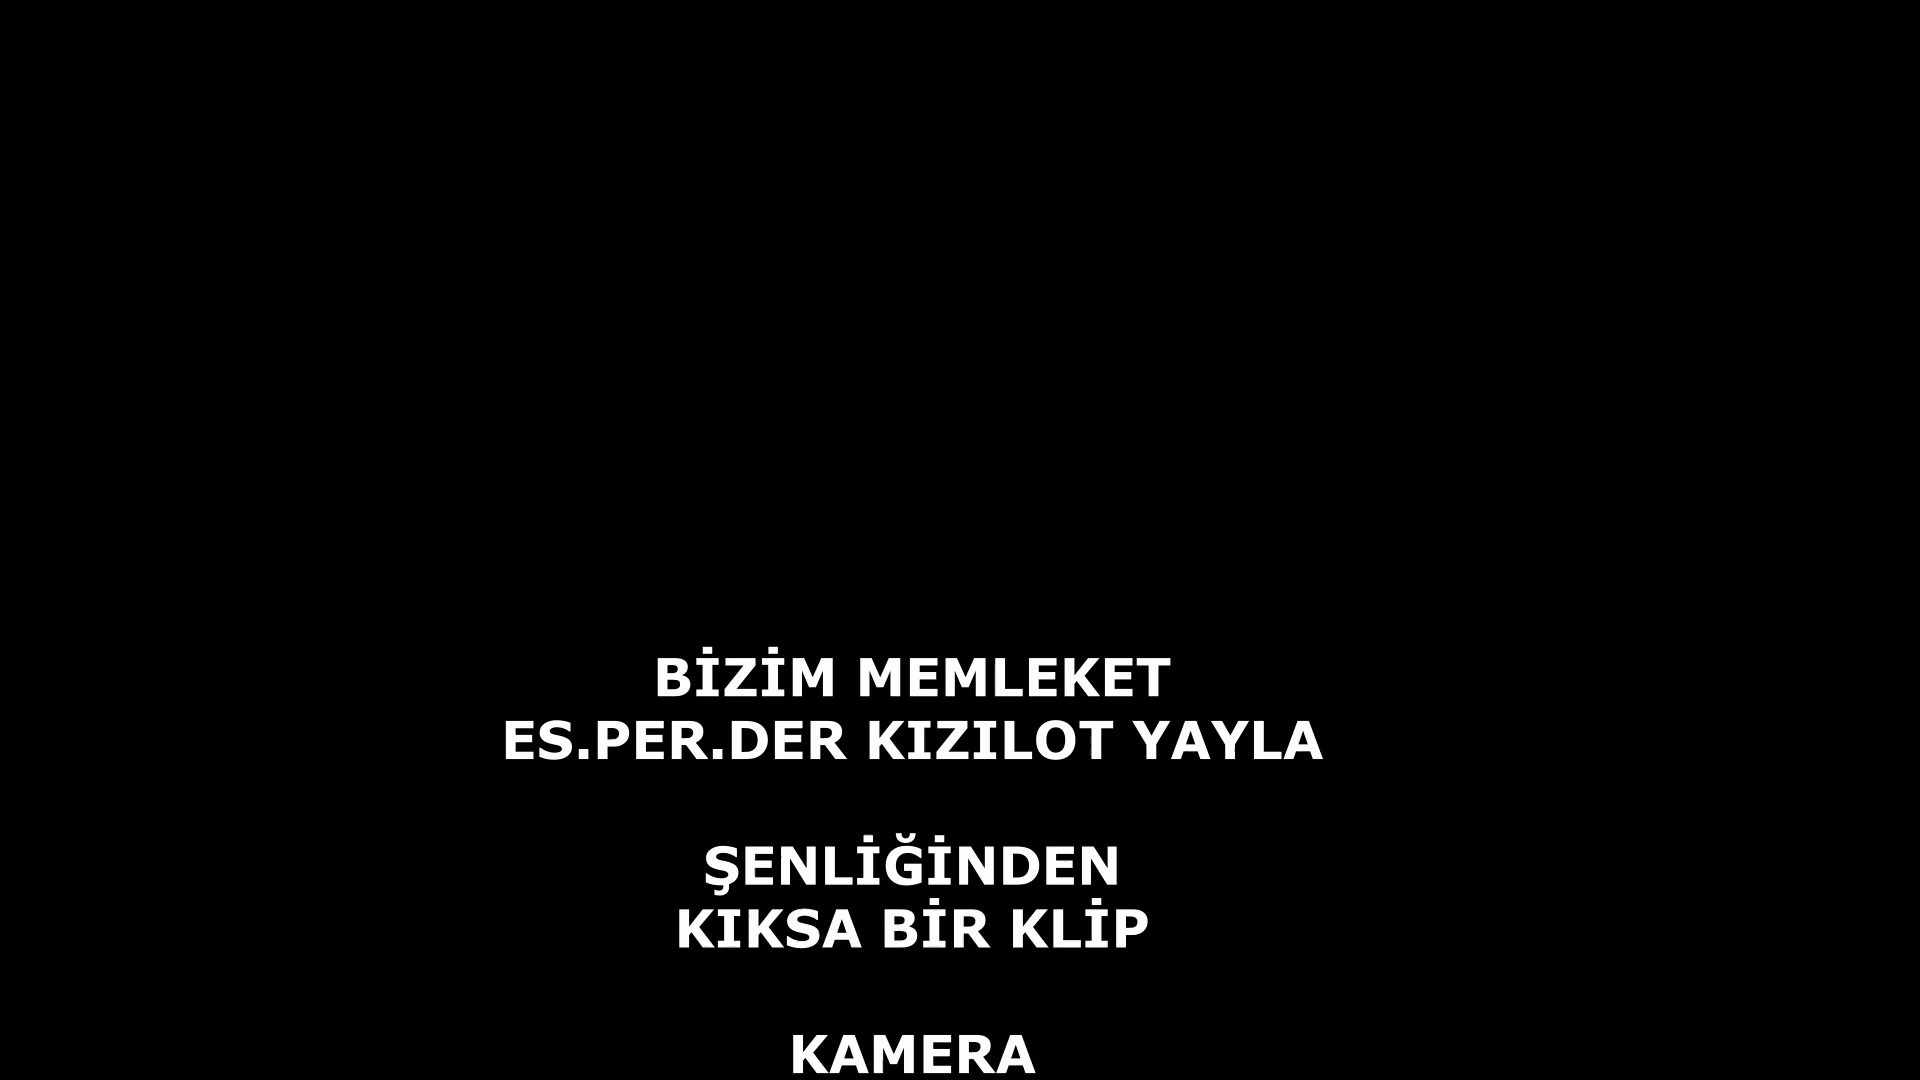 BİZİM MEMLEKET
ES.PER.DER KIZILOT YAYLA
ŞENLİĞİNDEN
KIKSA BİR KLİP
KAMERA